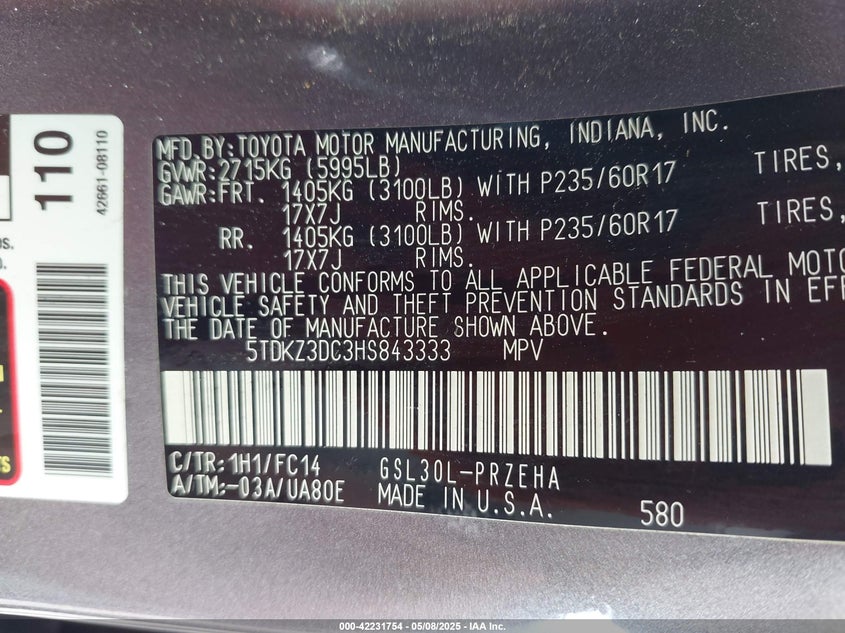 110
42661-08110
os.
0.
TS
MFD. BY: TOYOTA MOTOR MANUFACTURING, INDIANA, INC.
GVWR: 2715KG (5995LB)
GAWR: FRT. 1405KG (3100LB) WITH P235/60R17 TIRES,
17X7J RIMS.
RR. 1405KG (3100LB) WITH P235/60R17 TIRES,
17X7J RIMS.
THIS VEHICLE CONFORMS TO ALL APPLICABLE FEDERAL MOTO
VEHICLE SAFETY AND THEFT PREVENTION STANDARDS IN EFF
THE DATE OF MANUFACTURE SHOWN ABOVE.
5TDKZ3DC3HS843333 MPV
C/TR: 1H1/FC14 GSL30L-PRZEHA
A/TM: -03A/UA80E MADE IN U.S.A. 580
000-42231754 — 05/08/2025 — IAA Inc.